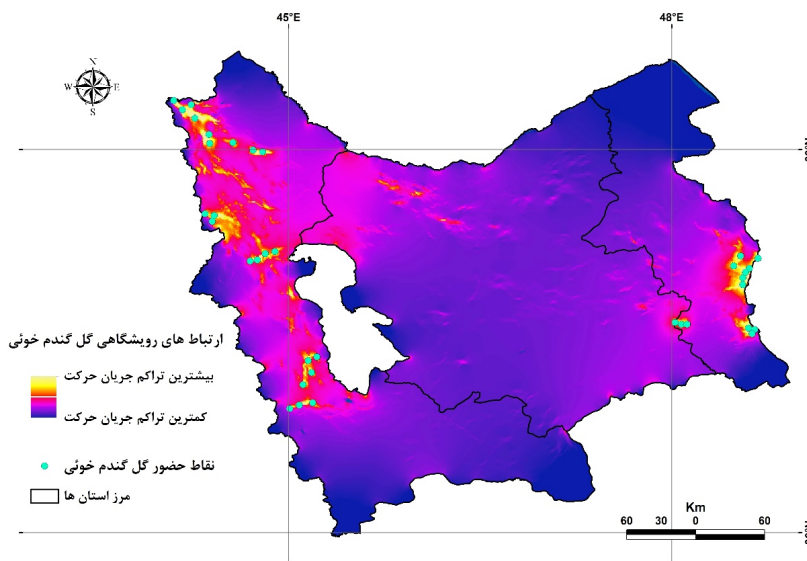 45°E 48°E
N
W E
S
ارتباط های رویشگاهی گل گندم خوئی
بیشترین تراکم جریان حرکت
کمترین تراکم جریان حرکت
نقاط حضور گل گندم خوئی
مرز استان ها
Km
60 30 0 60